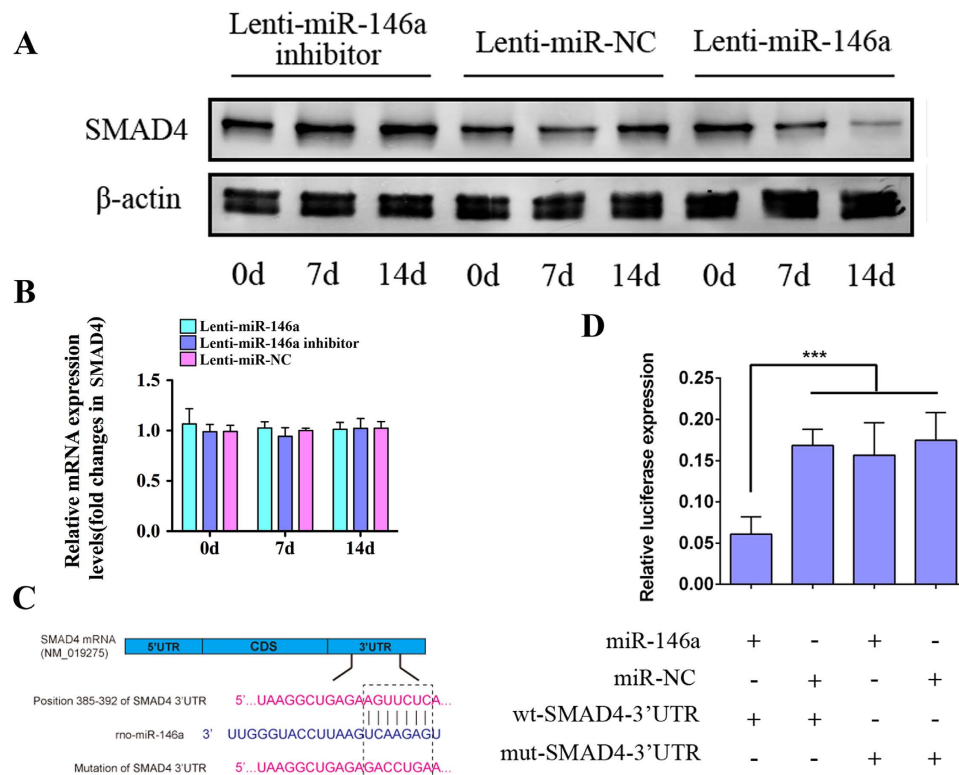 A
Lenti-miR-146a inhibitor
Lenti-miR-NC
Lenti-miR-146a
SMAD4
β-actin
0d 7d 14d 0d 7d 14d 0d 7d 14d
B
Lenti-miR-146a
Lenti-miR-146a inhibitor
Lenti-miR-NC
Relative mRNA expression
levels(fold changes in SMAD4)
1.5
1.0
0.5
0.0
0d 7d 14d
C
SMAD4 mRNA
(NM_019275)
5'UTR CDS 3'UTR
Position 385-392 of SMAD4 3'UTR 5'...UAAGGCUGAGAAGUUCUCA...
rno-miR-146a 3' UUGGGUACCUUAAGUCAAGAGU
Mutation of SMAD4 3'UTR 5'...UAAGGCUGAGAGACCUGAA...
D
***
Relative luciferase expression
0.25
0.20
0.15
0.10
0.05
0.00
miR-146a + - + -
miR-NC - + - +
wt-SMAD4-3'UTR + + - -
mut-SMAD4-3'UTR - - + +